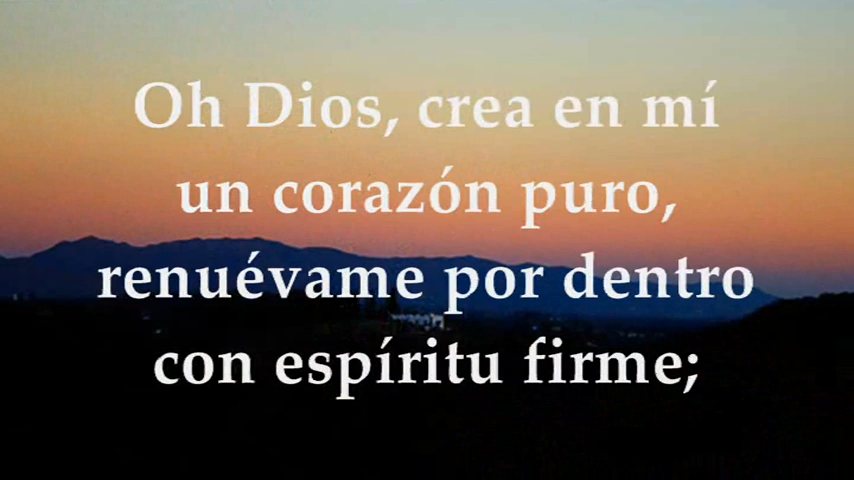 Oh Dios, crea en mí
un corazón puro,
renuévame por dentro
con espíritu firme;